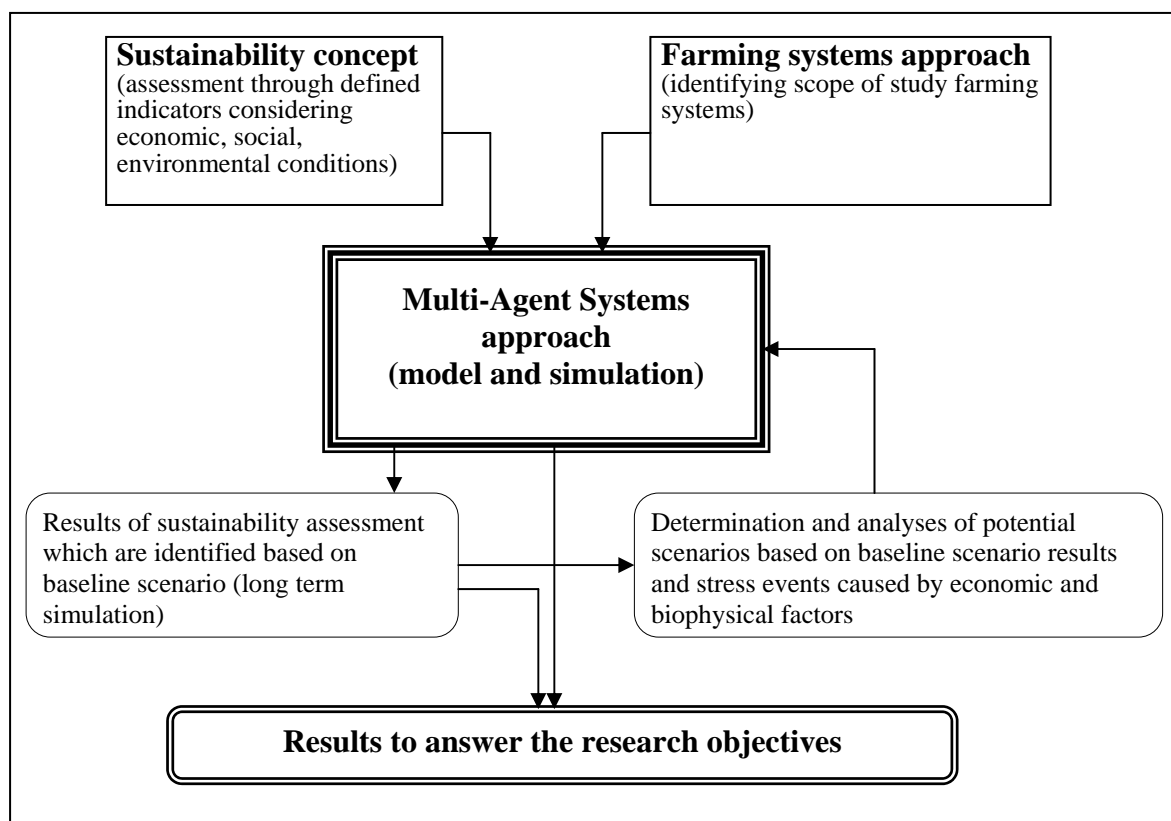 Sustainability concept
(assessment through defined
indicators considering
economic, social,
environmental conditions)
Farming systems approach
(identifying scope of study farming
systems)
Multi-Agent Systems
approach
(model and simulation)
Results of sustainability assessment
which are identified based on
baseline scenario (long term
simulation)
Determination and analyses of potential
scenarios based on baseline scenario results
and stress events caused by economic and
biophysical factors
Results to answer the research objectives